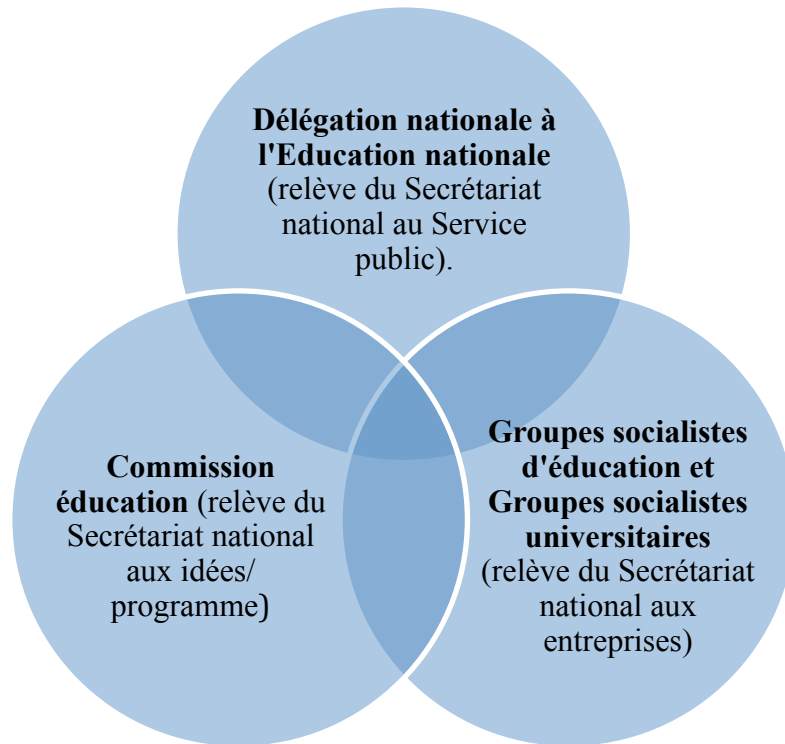 Délégation nationale à
l'Education nationale
(relève du Secrétariat
national au Service
public).
Commission
éducation (relève du
Secrétariat national
aux idées/
programme)
Groupes socialistes
d'éducation et
Groupes socialistes
universitaires
(relève du Secrétariat
national aux
entreprises)